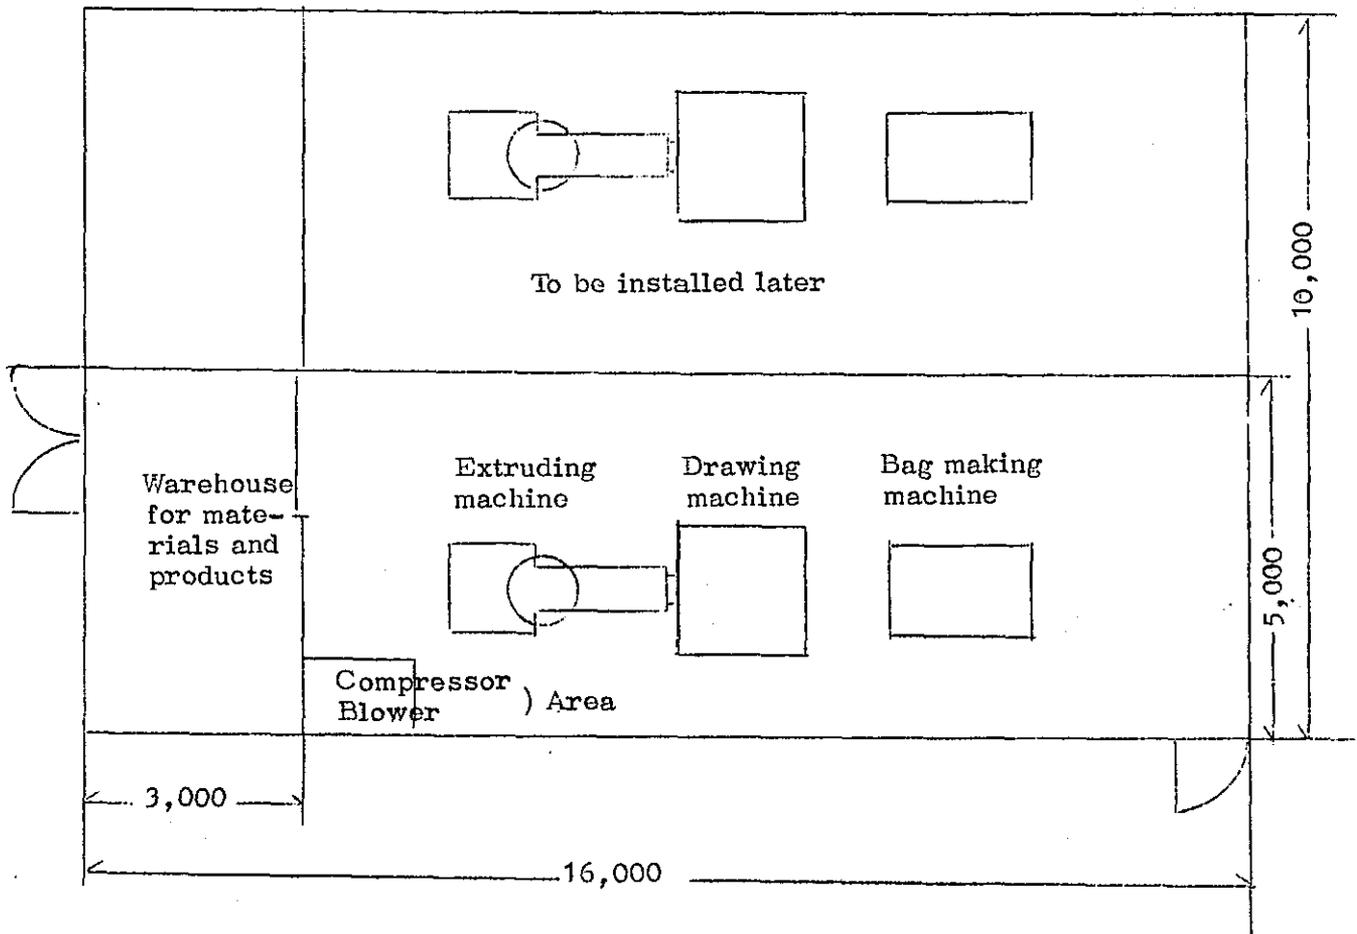 10,000
To be installed later
Extruding
machine
Drawing
machine
Bag making
machine
Warehouse
for mate-
rials and
products
5,000
Compressor
Blower
) Area
3,000
16,000